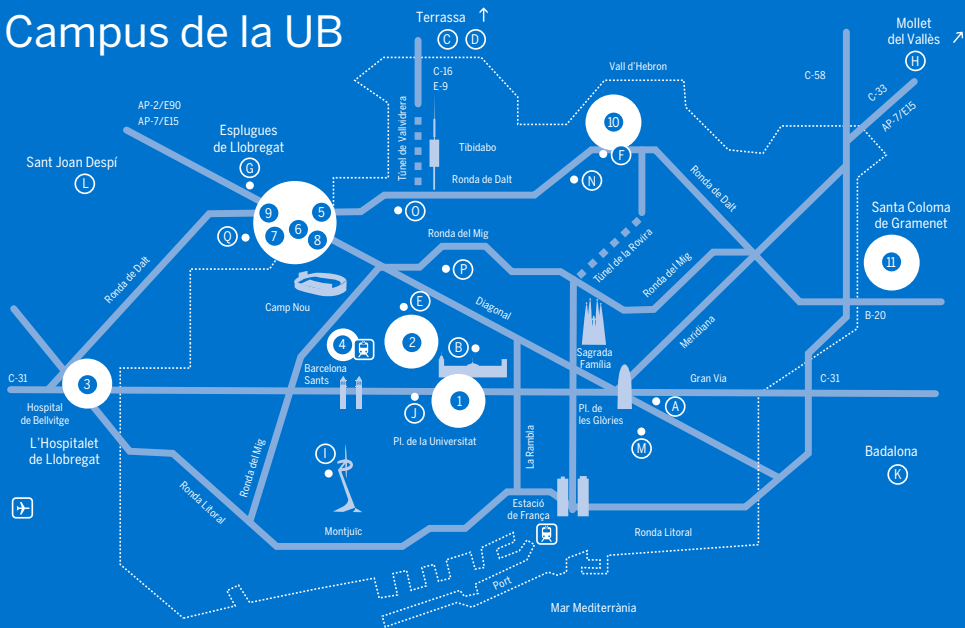 Campus de la UB
Terrassa ↑
C D
Mollet
del Vallès ↗
H
C-16
E-9
Vall d'Hebron
C-58
C-33
AP-7/E15
AP-2/E90
AP-7/E15
Esplugues
de Llobregat
G
Sant Joan Despí
L
Túnel de Vallvidrera
Tibidabo
10
F
N
Ronda de Dalt
Ronda de Dalt
Santa Coloma
de Gramenet
11
9
5
6
7
8
Q
O
Ronda del Mig
P
Túnel de la Rovira
Ronda del Mig
Ronda de Dalt
Camp Nou
E
Diagonal
B-20
Meridiana
4
2
B
Sagrada
Família
Barcelona
Sants
C-31
3
Gran Via
C-31
Hospital
de Bellvitge
J
1
Pl. de
les Glòries
A
M
L'Hospitalet
de Llobregat
Pl. de la Universitat
La Rambla
Ronda del Mig
I
Badalona
K
Ronda Litoral
Montjuïc
Estació
de França
Ronda Litoral
Port
Mar Mediterrània